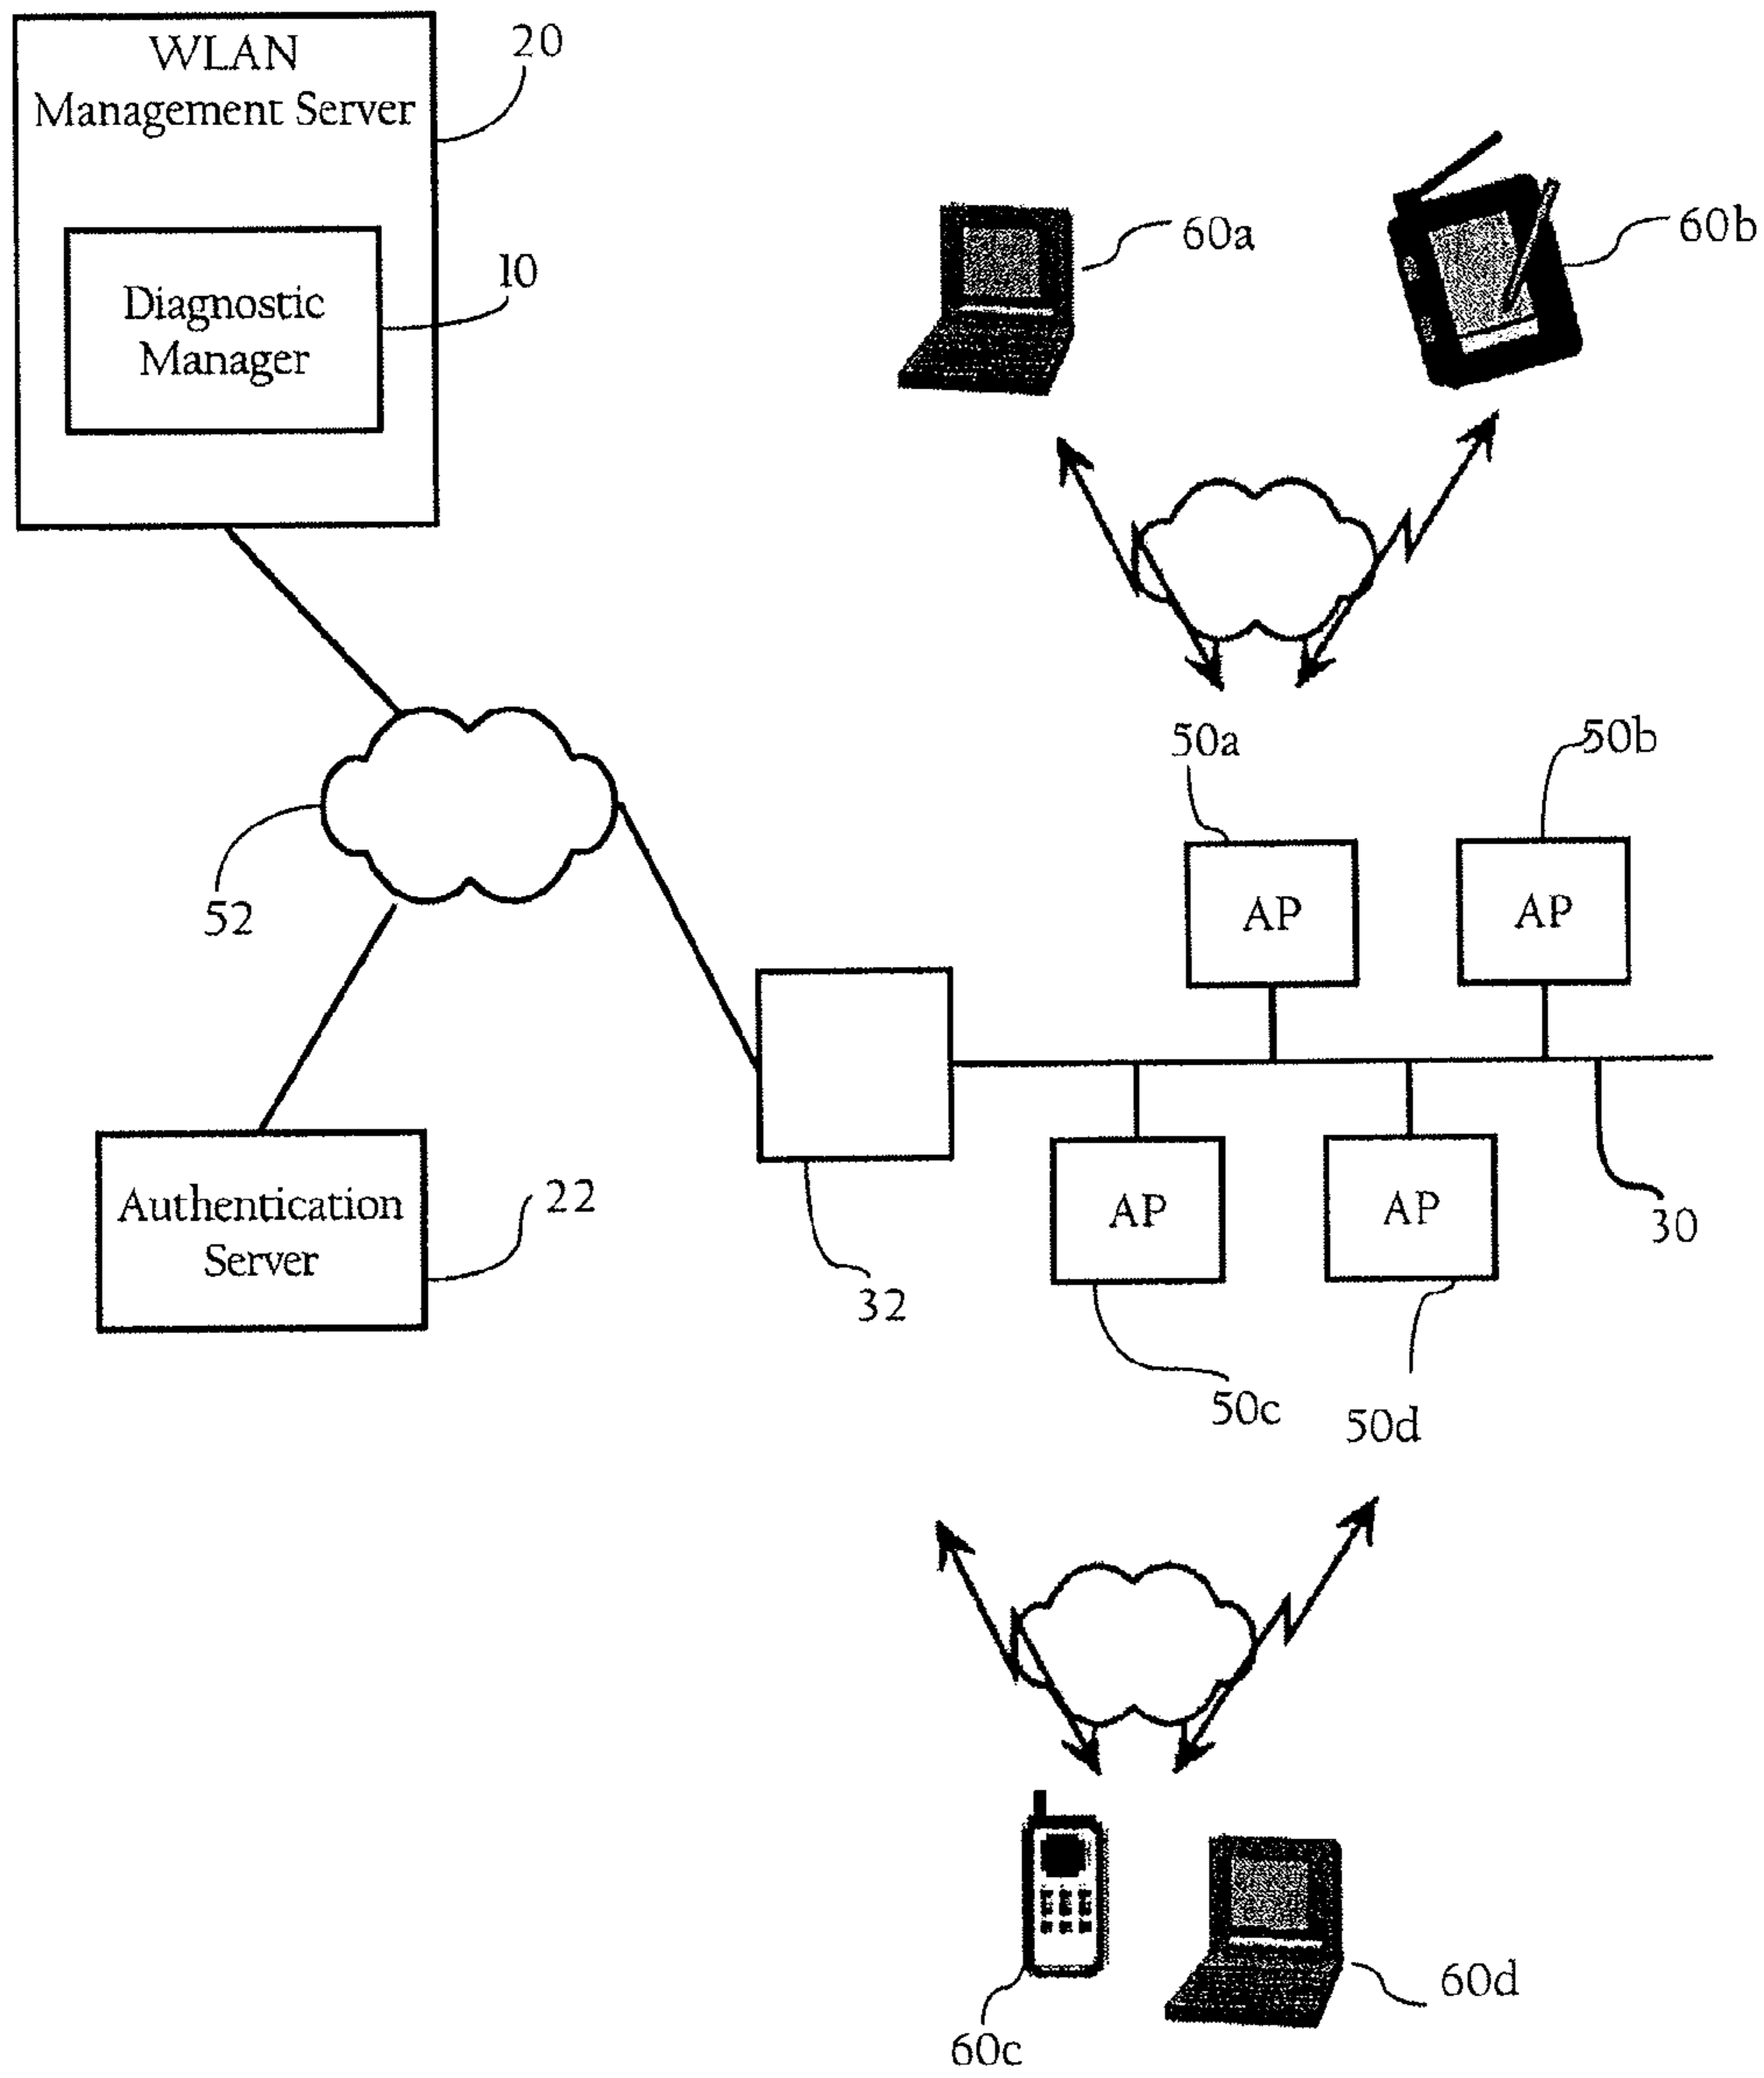 WLAN
Management Server
20
Diagnostic
Manager
10
60a
60b
50a
50b
52
AP
AP
Authentication
Server
22
32
AP
AP
30
50c
50d
60c
60d